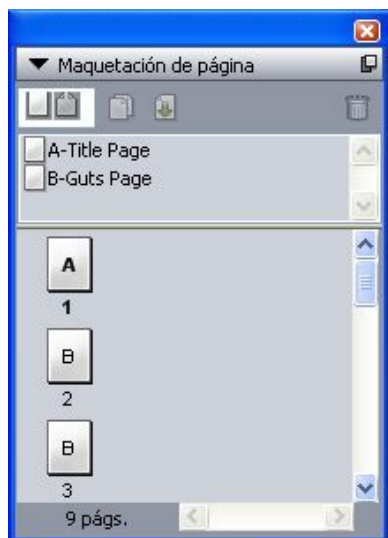 Maquetación de página
A-Title Page
B-Guts Page
A
1
B
2
B
3
9 págs.